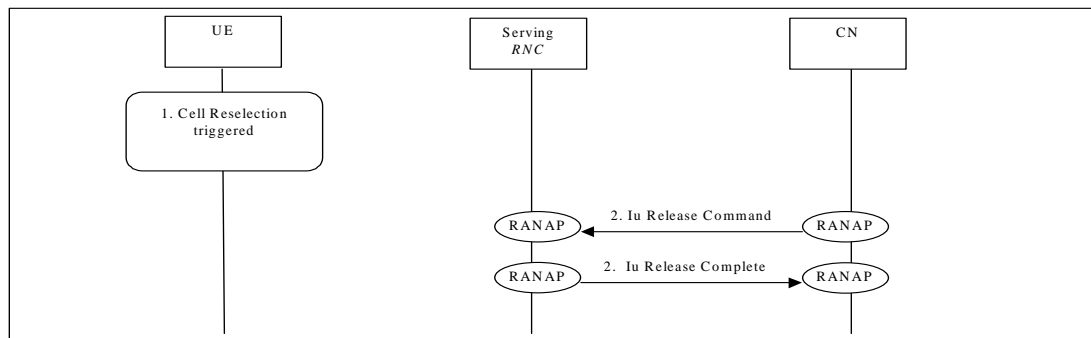 UE
Serving
RNC
CN
1. Cell Reselection
triggered
2. Iu Release Command
RANAP
RANAP
2. Iu Release Complete
RANAP
RANAP